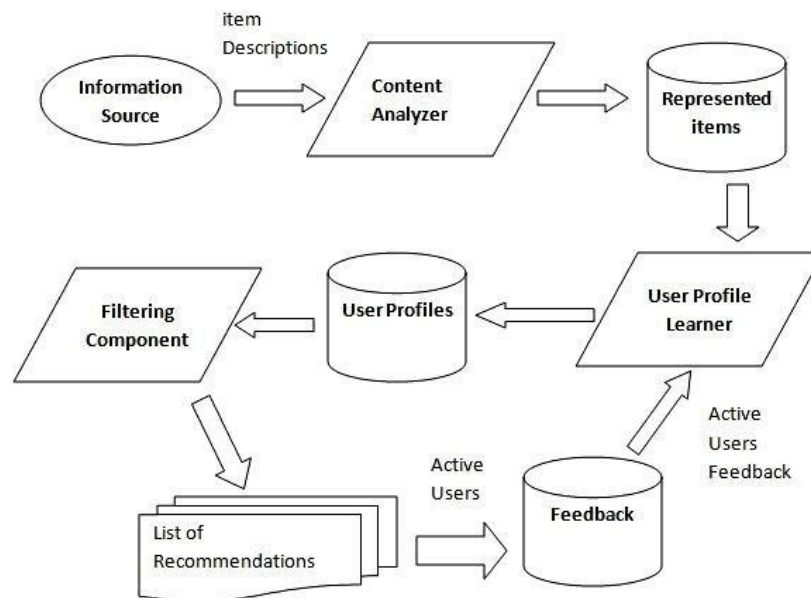 item
Descriptions
Information
Source
Content
Analyzer
Represented
items
Filtering
Component
User Profiles
User Profile
Learner
Active
Users
Feedback
Active
Users
Feedback
List of
Recommendations